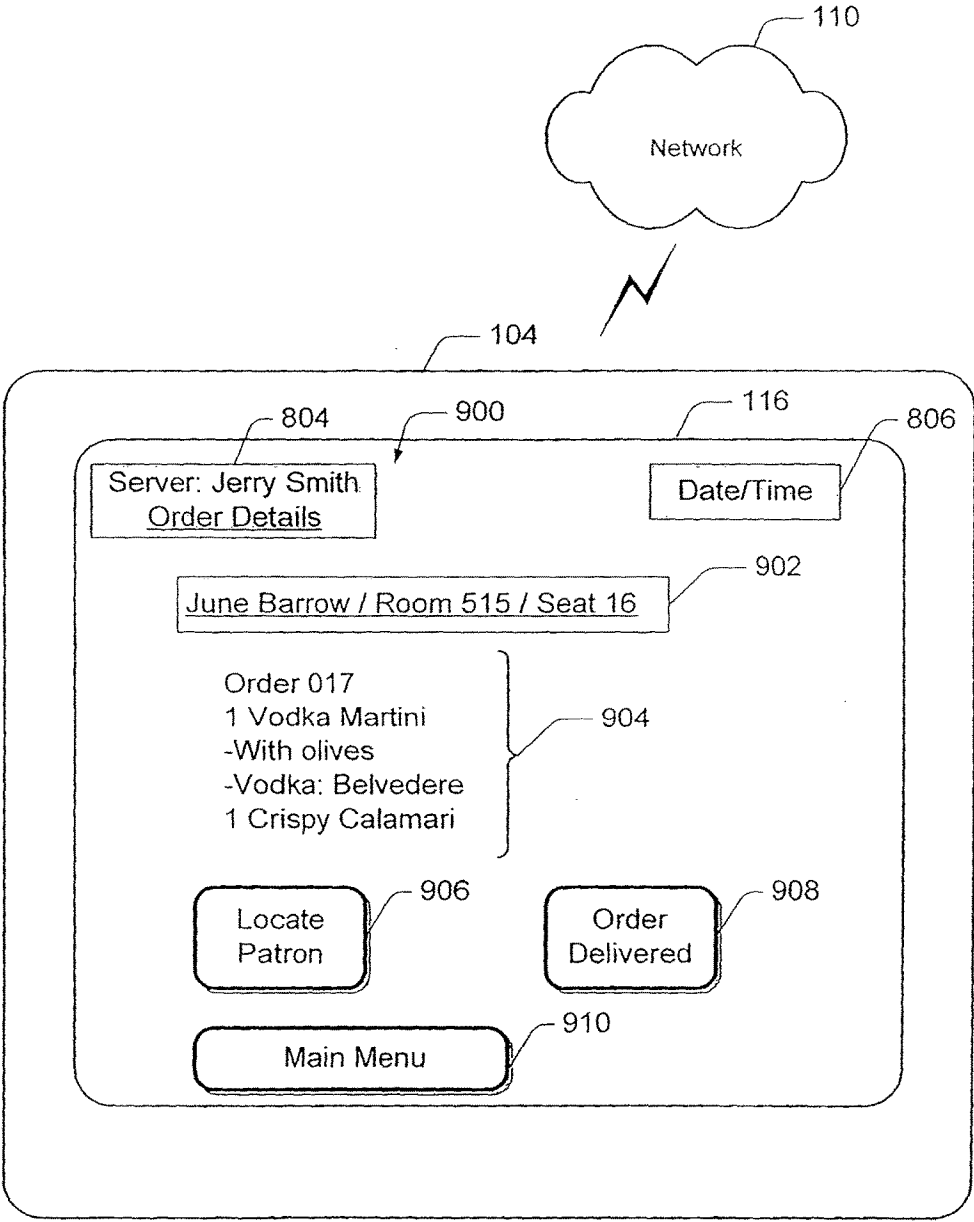 110
Network
104
804
900
116
806
Server: Jerry Smith
Order Details
Date/Time
902
June Barrow / Room 515 / Seat 16
Order 017
1 Vodka Martini
-With olives
-Vodka: Belvedere
1 Crispy Calamari
904
906
908
Locate
Patron
Order
Delivered
910
Main Menu